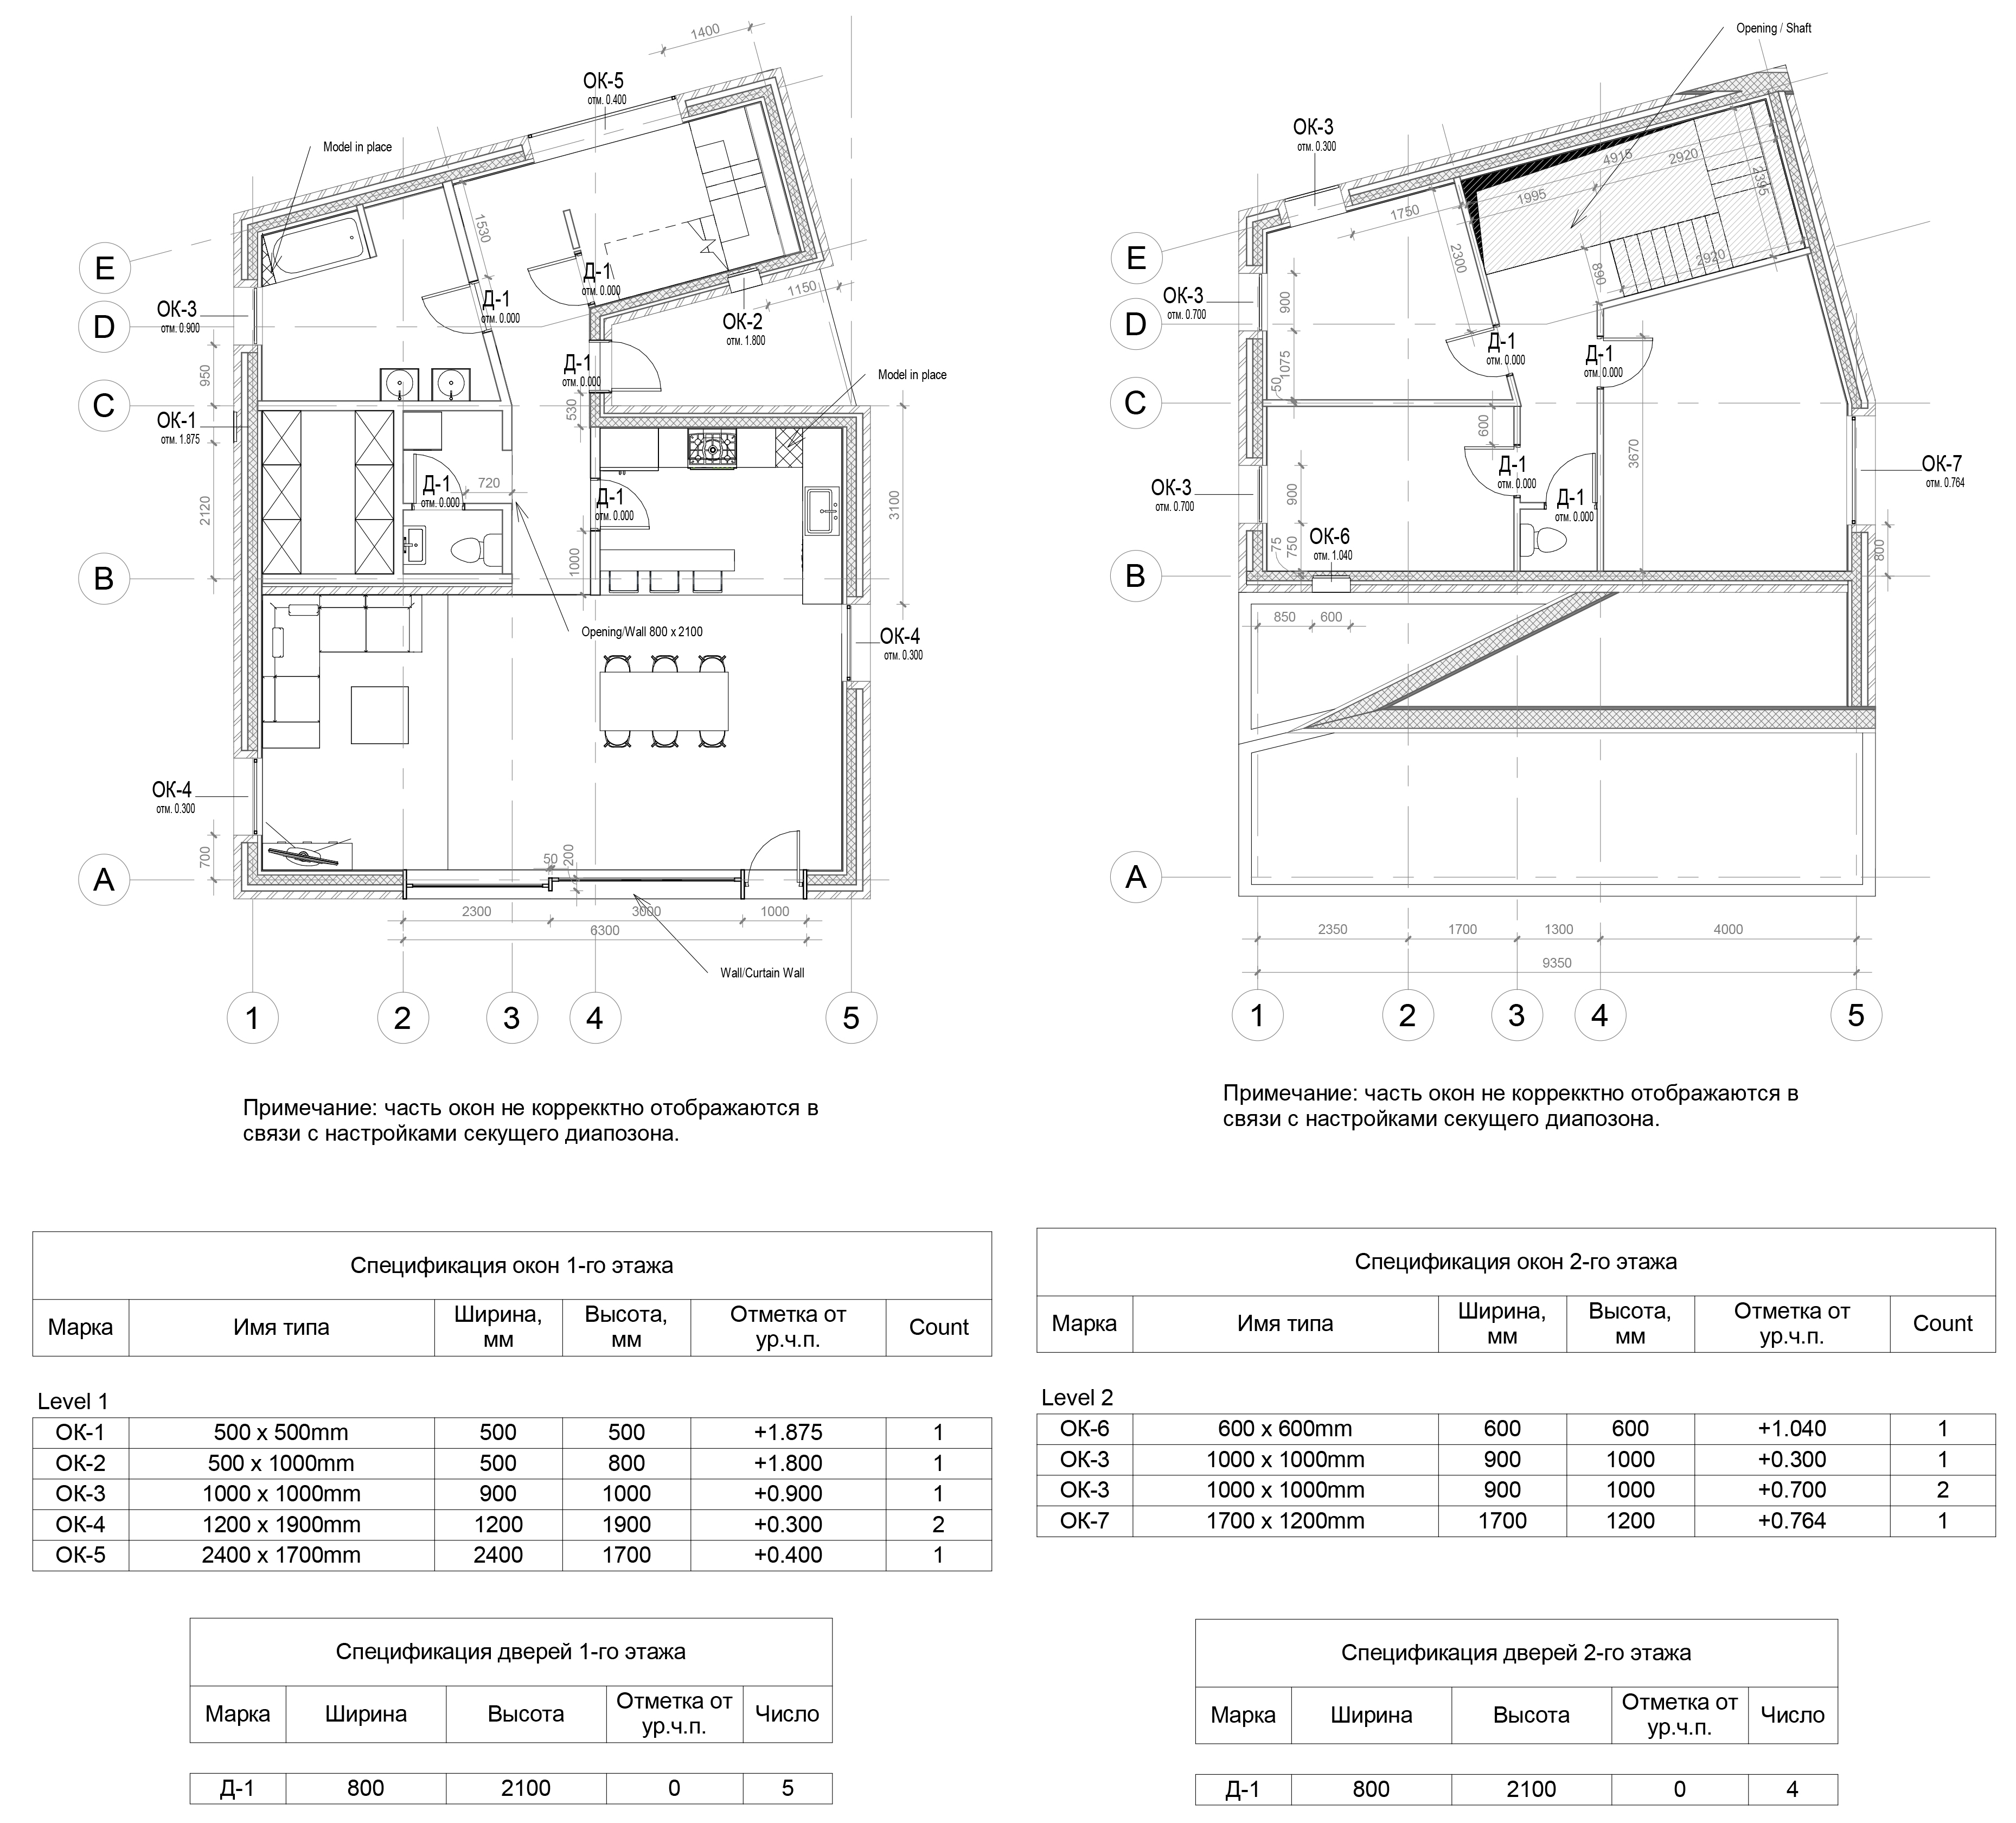 1400
ОК-5
отм. 0.400
Model in place
1530
Д-1
отм. 0.000
Д-1
отм. 0.000
1150
ОК-2
отм. 1.800
E
ОК-3
отм. 0.900
D
950
Д-1
отм. 0.000
Model in place
C
ОК-1
отм. 1.875
530
2120
Д-1
отм. 0.000
720
Д-1
отм. 0.000
3100
1000
B
Opening/Wall 800 x 2100
ОК-4
отм. 0.300
ОК-4
отм. 0.300
700
50
200
A
2300
3000
1000
6300
Wall/Curtain Wall
1
2
3
4
5
Примечание: часть окон не коррекктно отображаются в
связи с настройками секущего диапозона.
Opening / Shaft
ОК-3
отм. 0.300
4915
2920
2395
1995
1750
2300
890
2920
E
ОК-3
отм. 0.700
900
D
Д-1
отм. 0.000
Д-1
отм. 0.000
1075
50
C
600
3670
ОК-3
отм. 0.700
900
Д-1
отм. 0.000
Д-1
отм. 0.000
ОК-7
отм. 0.764
ОК-6
отм. 1.040
75
750
800
B
850
600
A
2350
1700
1300
4000
9350
1
2
3
4
5
Примечание: часть окон не коррекктно отображаются в
связи с настройками секущего диапозона.
Спецификация окон 1-го этажа
Марка Имя типа Ширина, мм Высота, мм Отметка от ур.ч.п. Count
Level 1
ОК-1 500 x 500mm 500 500 +1.875 1
ОК-2 500 x 1000mm 500 800 +1.800 1
ОК-3 1000 x 1000mm 900 1000 +0.900 1
ОК-4 1200 x 1900mm 1200 1900 +0.300 2
ОК-5 2400 x 1700mm 2400 1700 +0.400 1
Спецификация окон 2-го этажа
Марка Имя типа Ширина, мм Высота, мм Отметка от ур.ч.п. Count
Level 2
ОК-6 600 x 600mm 600 600 +1.040 1
ОК-3 1000 x 1000mm 900 1000 +0.300 1
ОК-3 1000 x 1000mm 900 1000 +0.700 2
ОК-7 1700 x 1200mm 1700 1200 +0.764 1
Спецификация дверей 1-го этажа
Марка Ширина Высота Отметка от ур.ч.п. Число
Д-1 800 2100 0 5
Спецификация дверей 2-го этажа
Марка Ширина Высота Отметка от ур.ч.п. Число
Д-1 800 2100 0 4